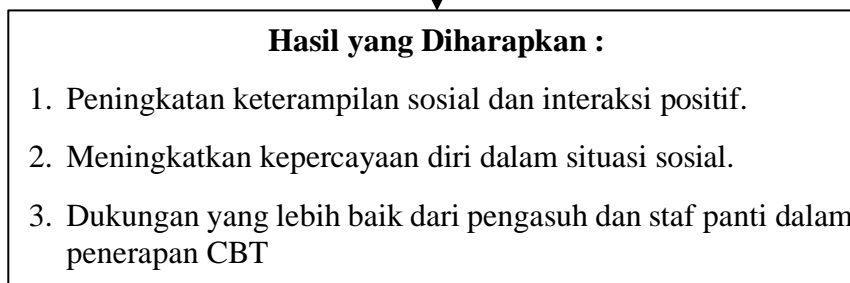 Hasil yang Diharapkan :
1. Peningkatan keterampilan sosial dan interaksi positif.
2. Meningkatkan kepercayaan diri dalam situasi sosial.
3. Dukungan yang lebih baik dari pengasuh dan staf panti dalam
penerapan CBT